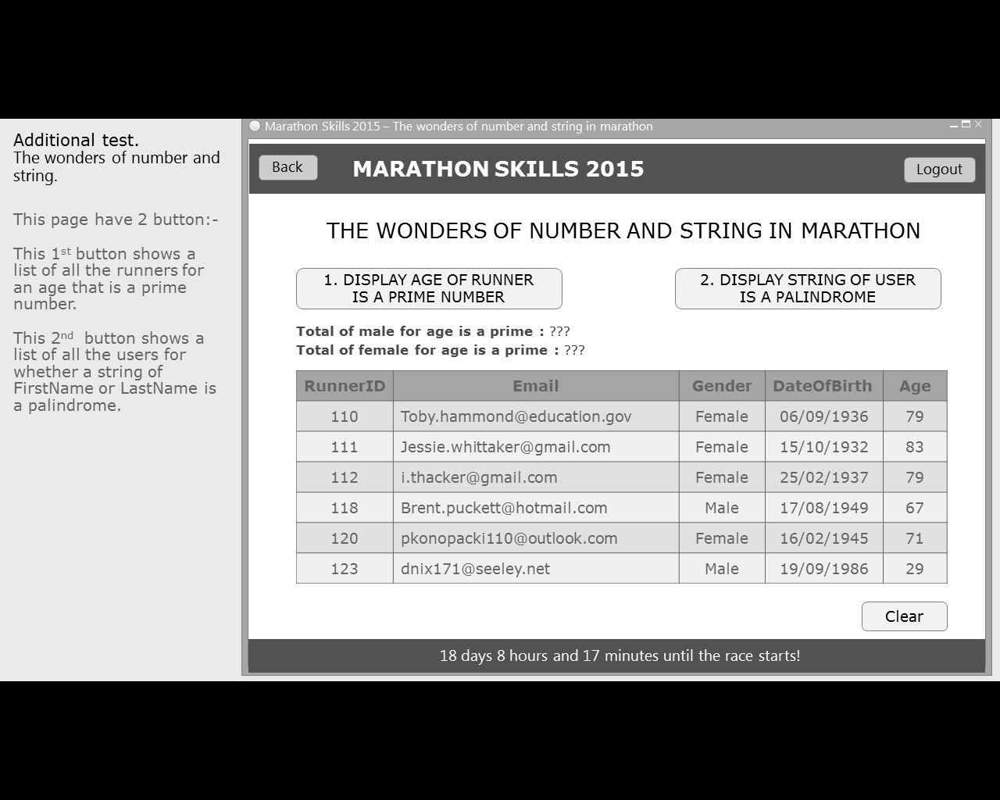 Additional test.
The wonders of number and
string.
This page have 2 button:-
This 1st button shows a
list of all the runners for
an age that is a prime
number.
This 2nd button shows a
list of all the users for
whether a string of
FirstName or LastName is
a palindrome.
Marathon Skills 2015 – The wonders of number and string in marathon
Back
MARATHON SKILLS 2015
Logout
THE WONDERS OF NUMBER AND STRING IN MARATHON
1. DISPLAY AGE OF RUNNER
IS A PRIME NUMBER
2. DISPLAY STRING OF USER
IS A PALINDROME
Total of male for age is a prime : ???
Total of female for age is a prime : ???
RunnerID Email Gender DateOfBirth Age
110 Toby.hammond@education.gov Female 06/09/1936 79
111 Jessie.whittaker@gmail.com Female 15/10/1932 83
112 i.thacker@gmail.com Female 25/02/1937 79
118 Brent.puckett@hotmail.com Male 17/08/1949 67
120 pkonopacki110@outlook.com Female 16/02/1945 71
123 dnix171@seeley.net Male 19/09/1986 29
Clear
18 days 8 hours and 17 minutes until the race starts!